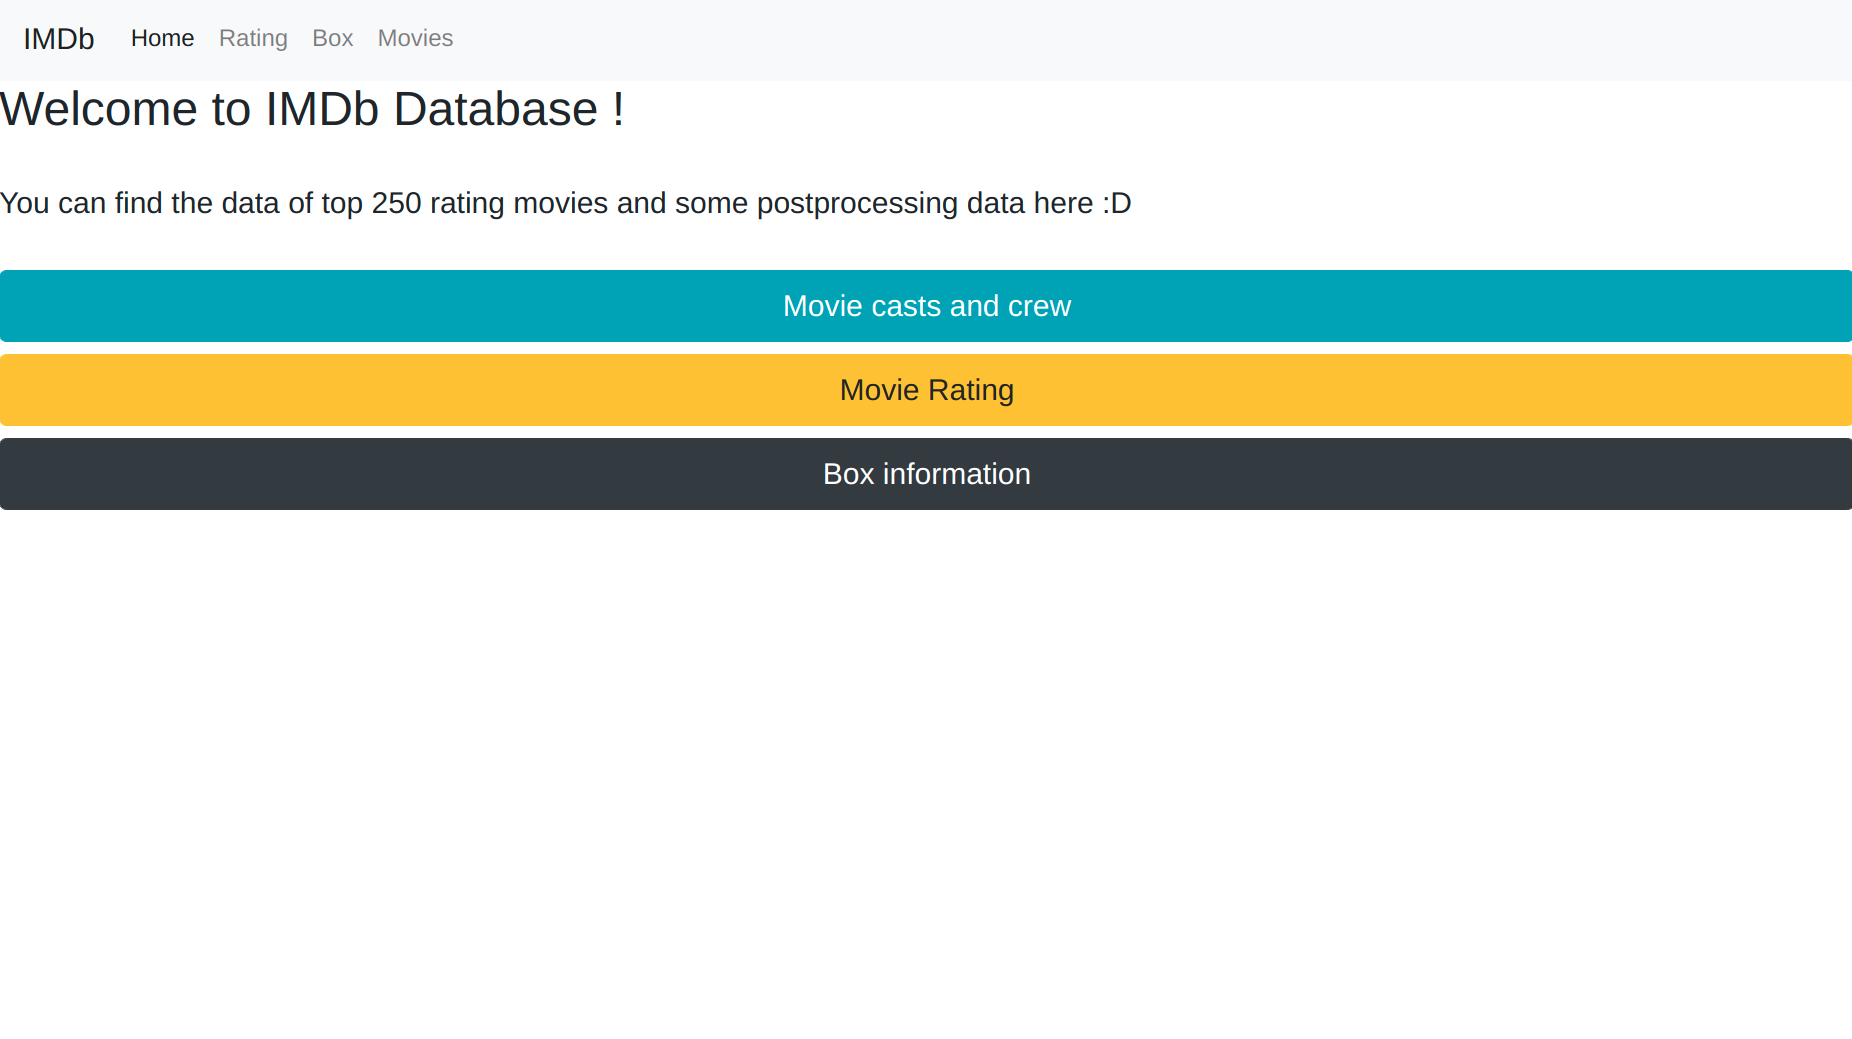 IMDb Home Rating Box Movies
Welcome to IMDb Database !
You can find the data of top 250 rating movies and some postprocessing data here :D
Movie casts and crew
Movie Rating
Box information